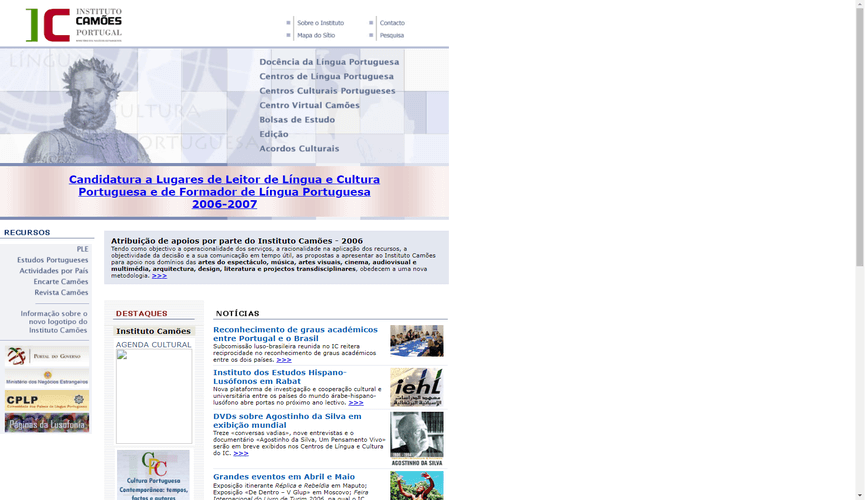 INSTITUTO
CAMÕES
PORTUGAL
Sobre o Instituto
Contacto
Mapa do Sítio
Pesquisa
LÍNGUA
CULTURA
PORTUGUESA
Docência da Língua Portuguesa
Centros de Língua Portuguesa
Centros Culturais Portugueses
Centro Virtual Camões
Bolsas de Estudo
Edição
Acordos Culturais
Candidatura a Lugares de Leitor de Língua e Cultura
Portuguesa e de Formador de Língua Portuguesa
2006-2007
RECURSOS
PLE
Estudos Portugueses
Actividades por País
Encarte Camões
Revista Camões
Informação sobre o
novo logotipo do
Instituto Camões
PORTAL DO GOVERNO
Ministério dos Negócios Estrangeiros
CPLP
Comunidade dos Países de Língua Portuguesa
Páginas da Lusofonia
Atribuição de apoios por parte do Instituto Camões - 2006
Tendo como objectivo a operacionalidade dos serviços, a racionalidade na aplicação dos recursos, a
objectividade da decisão e a sua comunicação em tempo útil, as propostas a apresentar ao Instituto Camões
para apoio nos domínios das artes do espectáculo, música, artes visuais, cinema, audiovisual e
multimédia, arquitectura, design, literatura e projectos transdisciplinares, obedecem a uma nova
metodologia. >>>
DESTAQUES
Instituto Camões
AGENDA CULTURAL
CPC
Cultura Portuguesa
Contemporânea: tempos,
factos e autores
NOTÍCIAS
Reconhecimento de graus académicos
entre Portugal e o Brasil
Subcomissão luso-brasileira reunida no IC reitera
reciprocidade no reconhecimento de graus académicos
entre os dois países. >>>
Instituto dos Estudos Hispano-
Lusófonos em Rabat
Nova plataforma de investigação e cooperação cultural e
universitária entre os países do mundo árabe-hispano-
lusófono abre portas no próximo ano lectivo. >>>
iehl
DVDs sobre Agostinho da Silva em
exibição mundial
Treze «conversas vadias», nove entrevistas e o
documentário «Agostinho da Silva, Um Pensamento Vivo»
serão em breve exibidos nos Centros de Língua e Cultura
do IC. >>>
AGOSTINHO DA SILVA
Grandes eventos em Abril e Maio
Exposição itinerante Réplica e Rebeldia em Maputo;
Exposição «De Dentro – V Glup» em Moscovo; Feira
Internacional do Livro de Turim 2006, na qual o IC